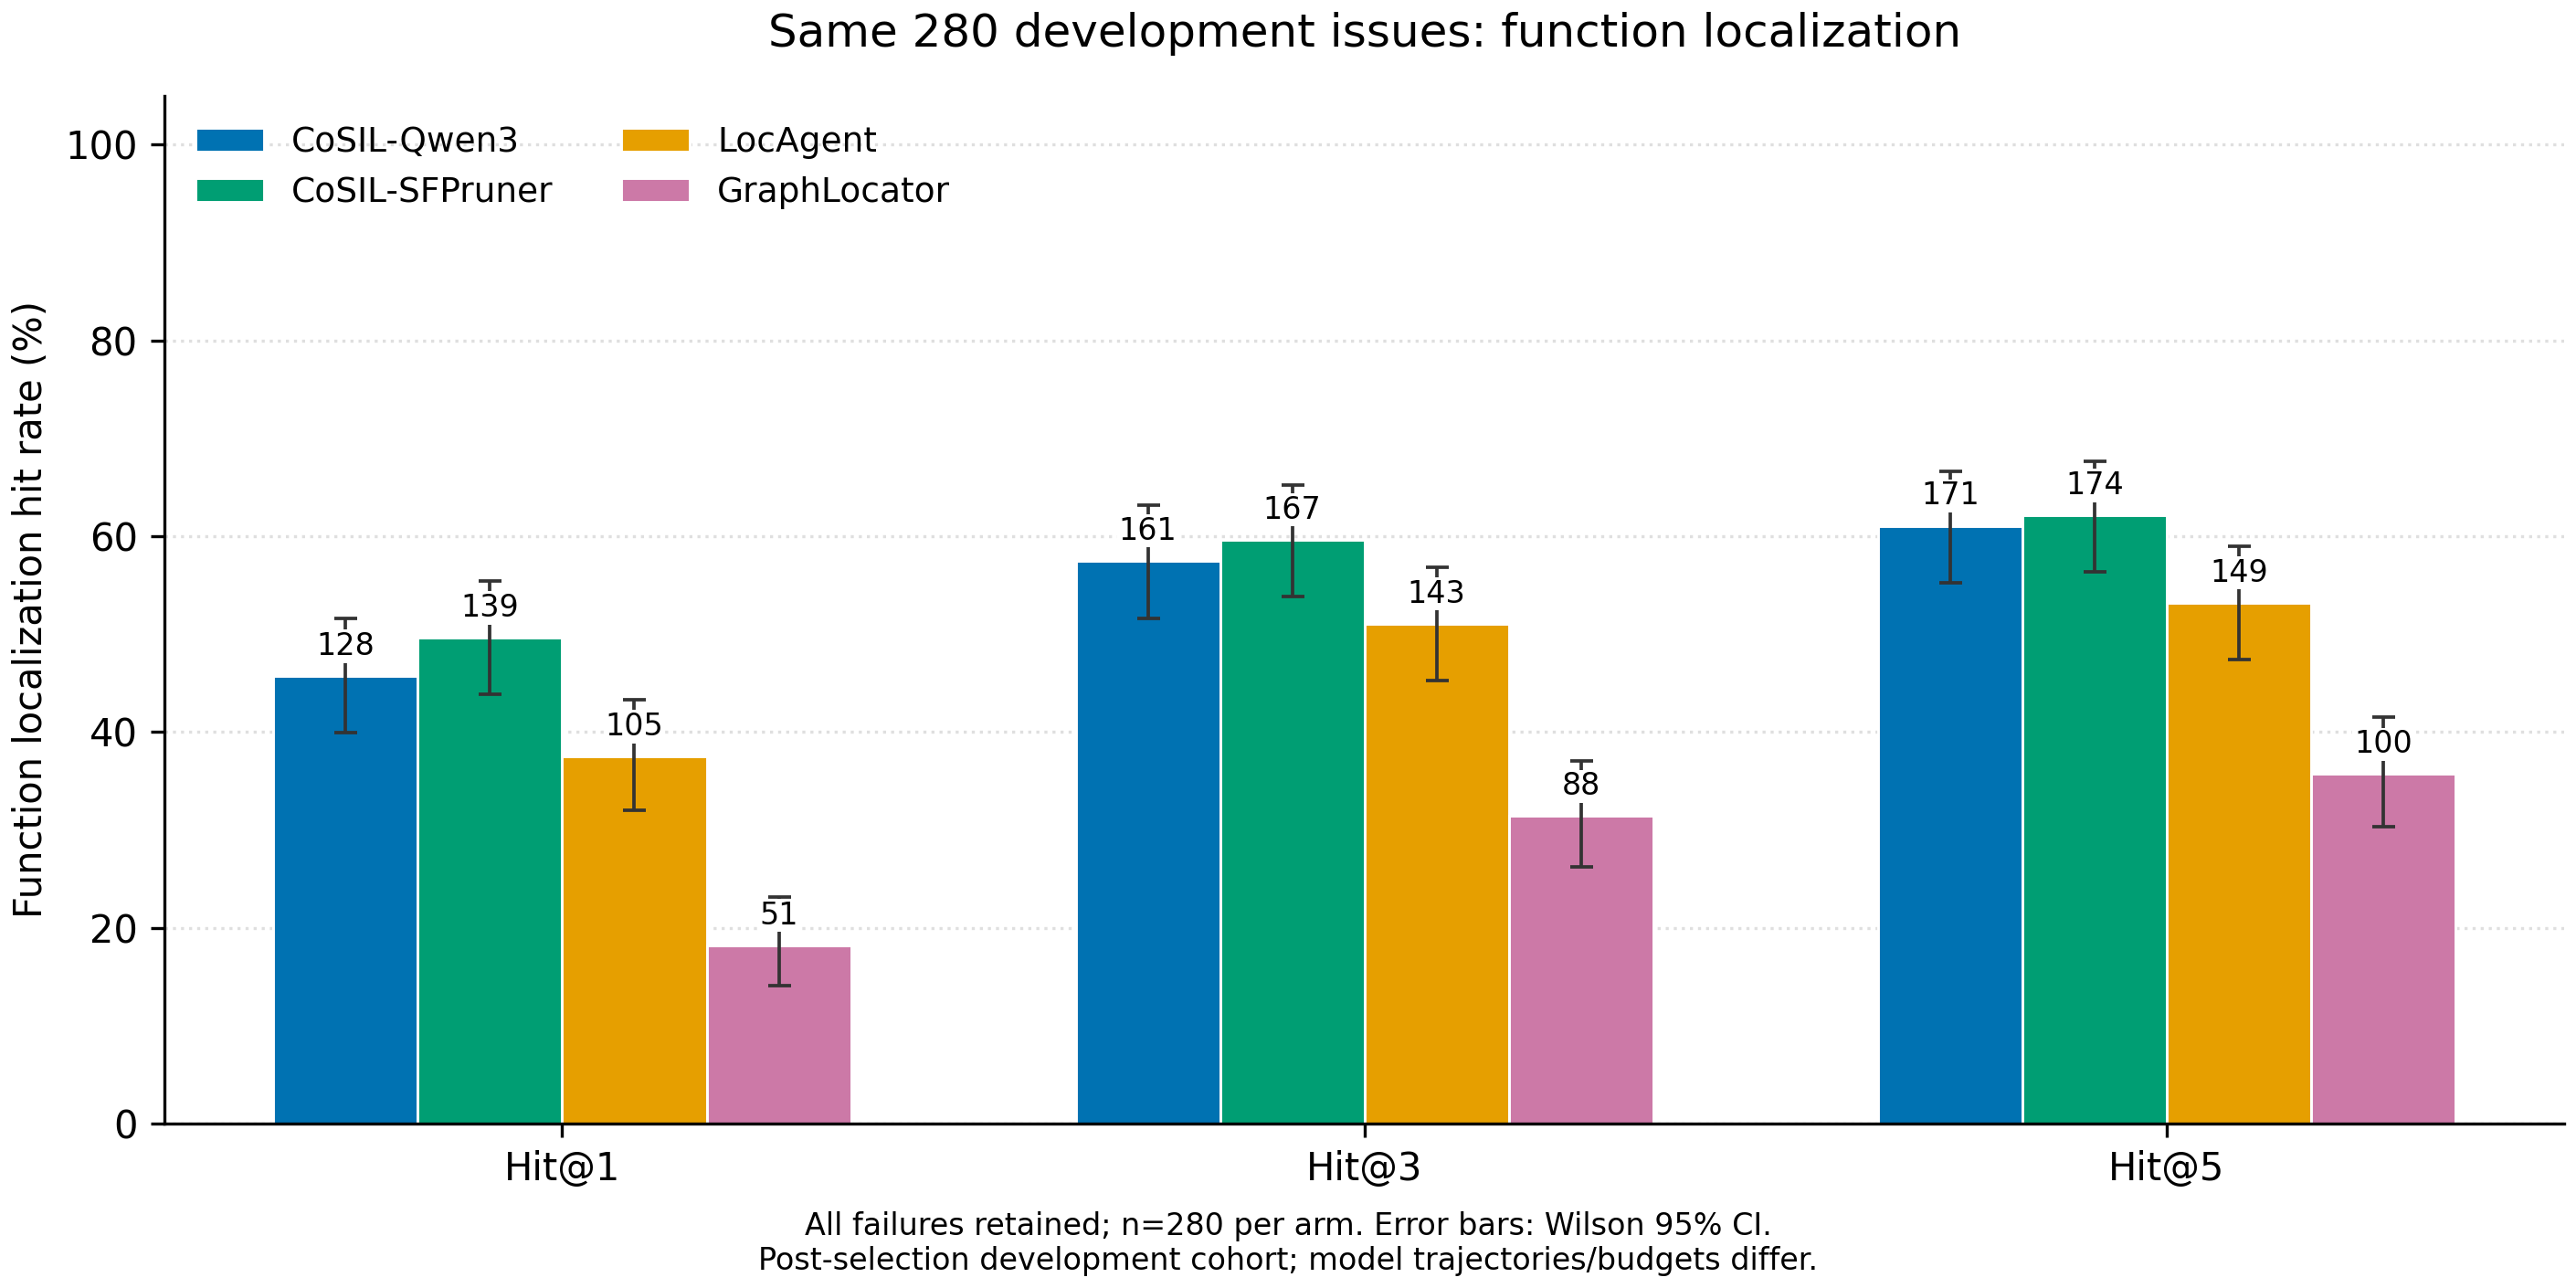 Same 280 development issues: function localization
Function localization hit rate (%)
100
80
60
40
20
0
CoSIL-Qwen3
CoSIL-SFPruner
LocAgent
GraphLocator
128
139
105
51
161
167
143
88
171
174
149
100
Hit@1
Hit@3
Hit@5
All failures retained; n=280 per arm. Error bars: Wilson 95% CI.
Post-selection development cohort; model trajectories/budgets differ.